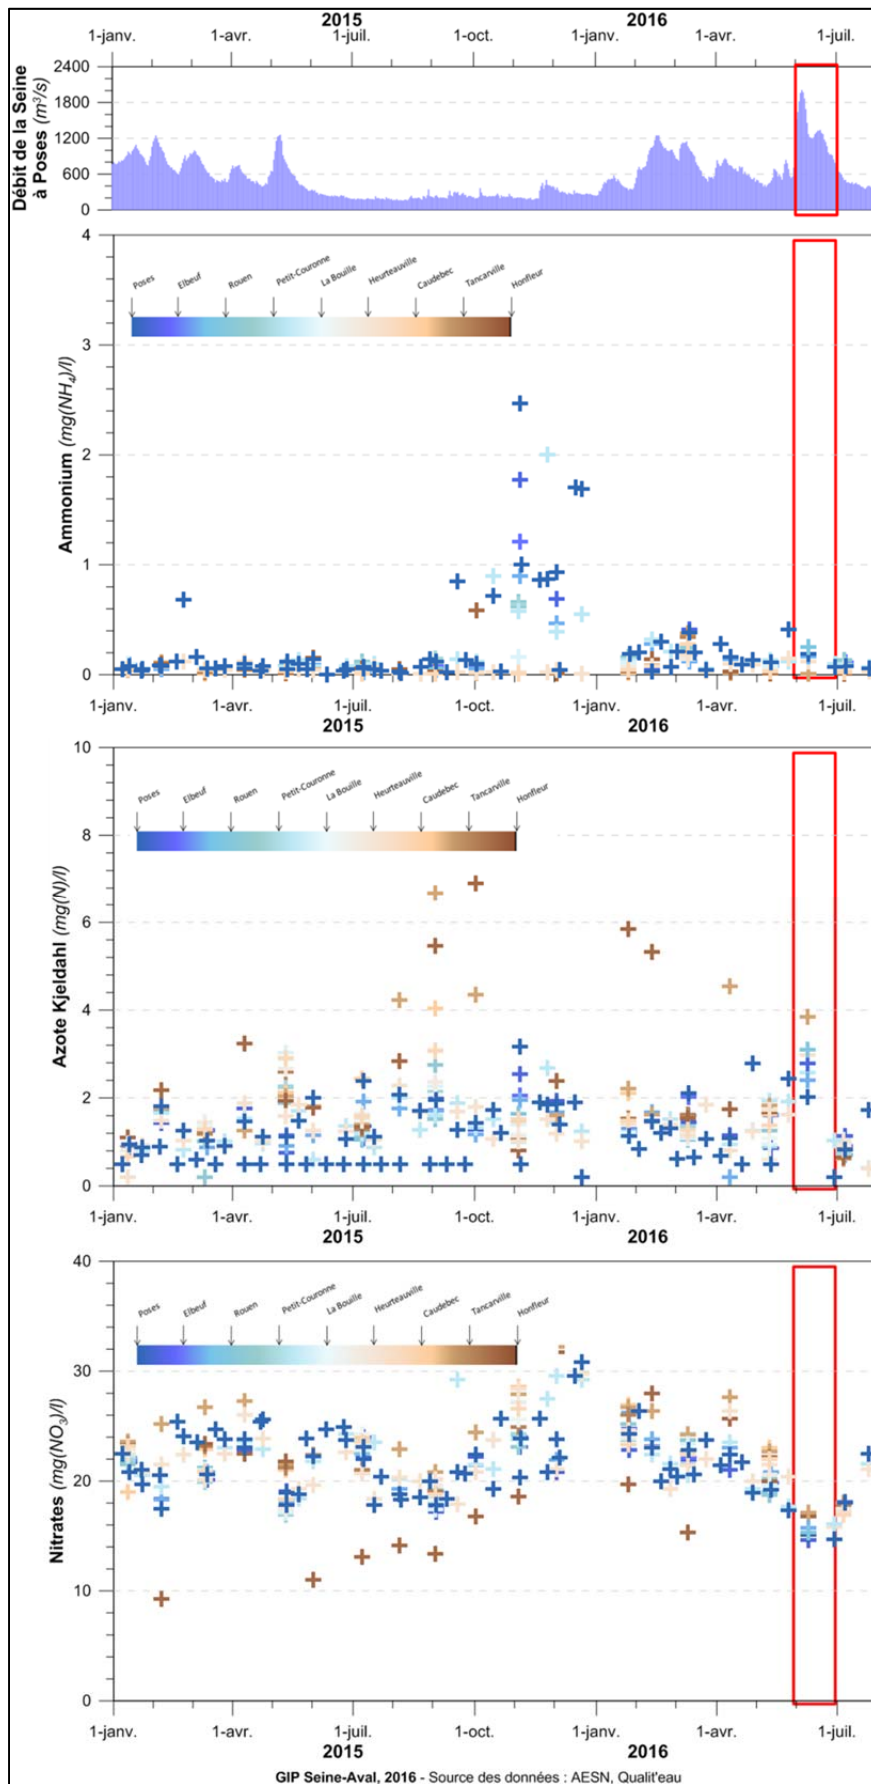 2015 2016
1-janv. 1-avr. 1-juil. 1-oct. 1-janv. 1-avr. 1-juil.
Débit de la Seine
à Poses (m³/s)
2400
1800
1200
600
0
Ammonium (mg(NH₄)/l)
4
3
2
1
0
Poses Elbeuf Rouen Petit-Couronne La Bouille Heurteauville Caudebec Tancarville Honfleur
1-janv. 1-avr. 1-juil. 1-oct. 1-janv. 1-avr. 1-juil.
2015 2016
Azote Kjeldahl (mg(N)/l)
10
8
6
4
2
0
Poses Elbeuf Rouen Petit-Couronne La Bouille Heurteauville Caudebec Tancarville Honfleur
1-janv. 1-avr. 1-juil. 1-oct. 1-janv. 1-avr. 1-juil.
2015 2016
Nitrates (mg(NO₃)/l)
40
30
20
10
0
Poses Elbeuf Rouen Petit-Couronne La Bouille Heurteauville Caudebec Tancarville Honfleur
1-janv. 1-avr. 1-juil. 1-oct. 1-janv. 1-avr. 1-juil.
2015 2016
GIP Seine-Aval, 2016 - Source des données : AESN, Qualit'eau